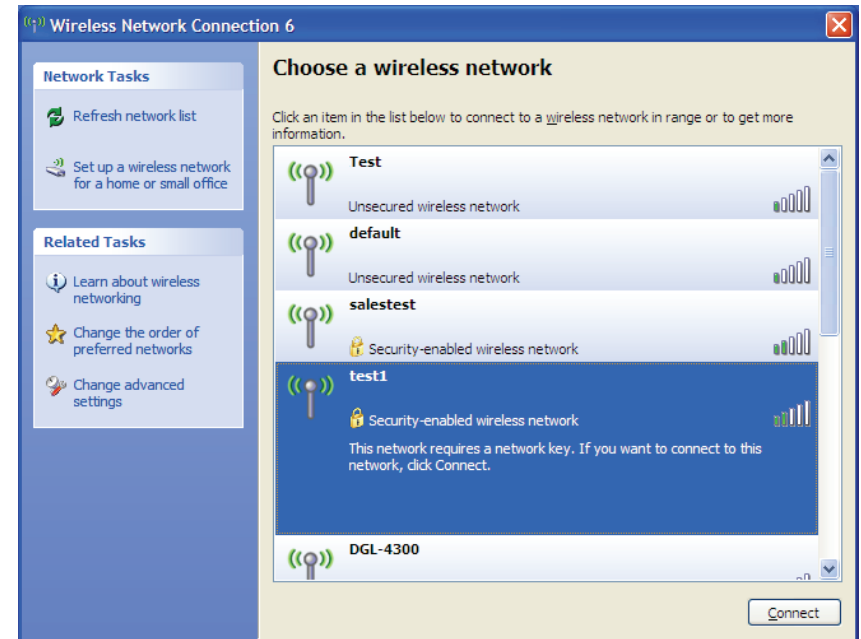 Wireless Network Connection 6
Network Tasks
Refresh network list
Set up a wireless network
for a home or small office
Related Tasks
Learn about wireless
networking
Change the order of
preferred networks
Change advanced
settings
Choose a wireless network
Click an item in the list below to connect to a wireless network in range or to get more
information.
Test
Unsecured wireless network
default
Unsecured wireless network
salestest
Security-enabled wireless network
test1
Security-enabled wireless network
This network requires a network key. If you want to connect to this
network, click Connect.
DGL-4300
Connect